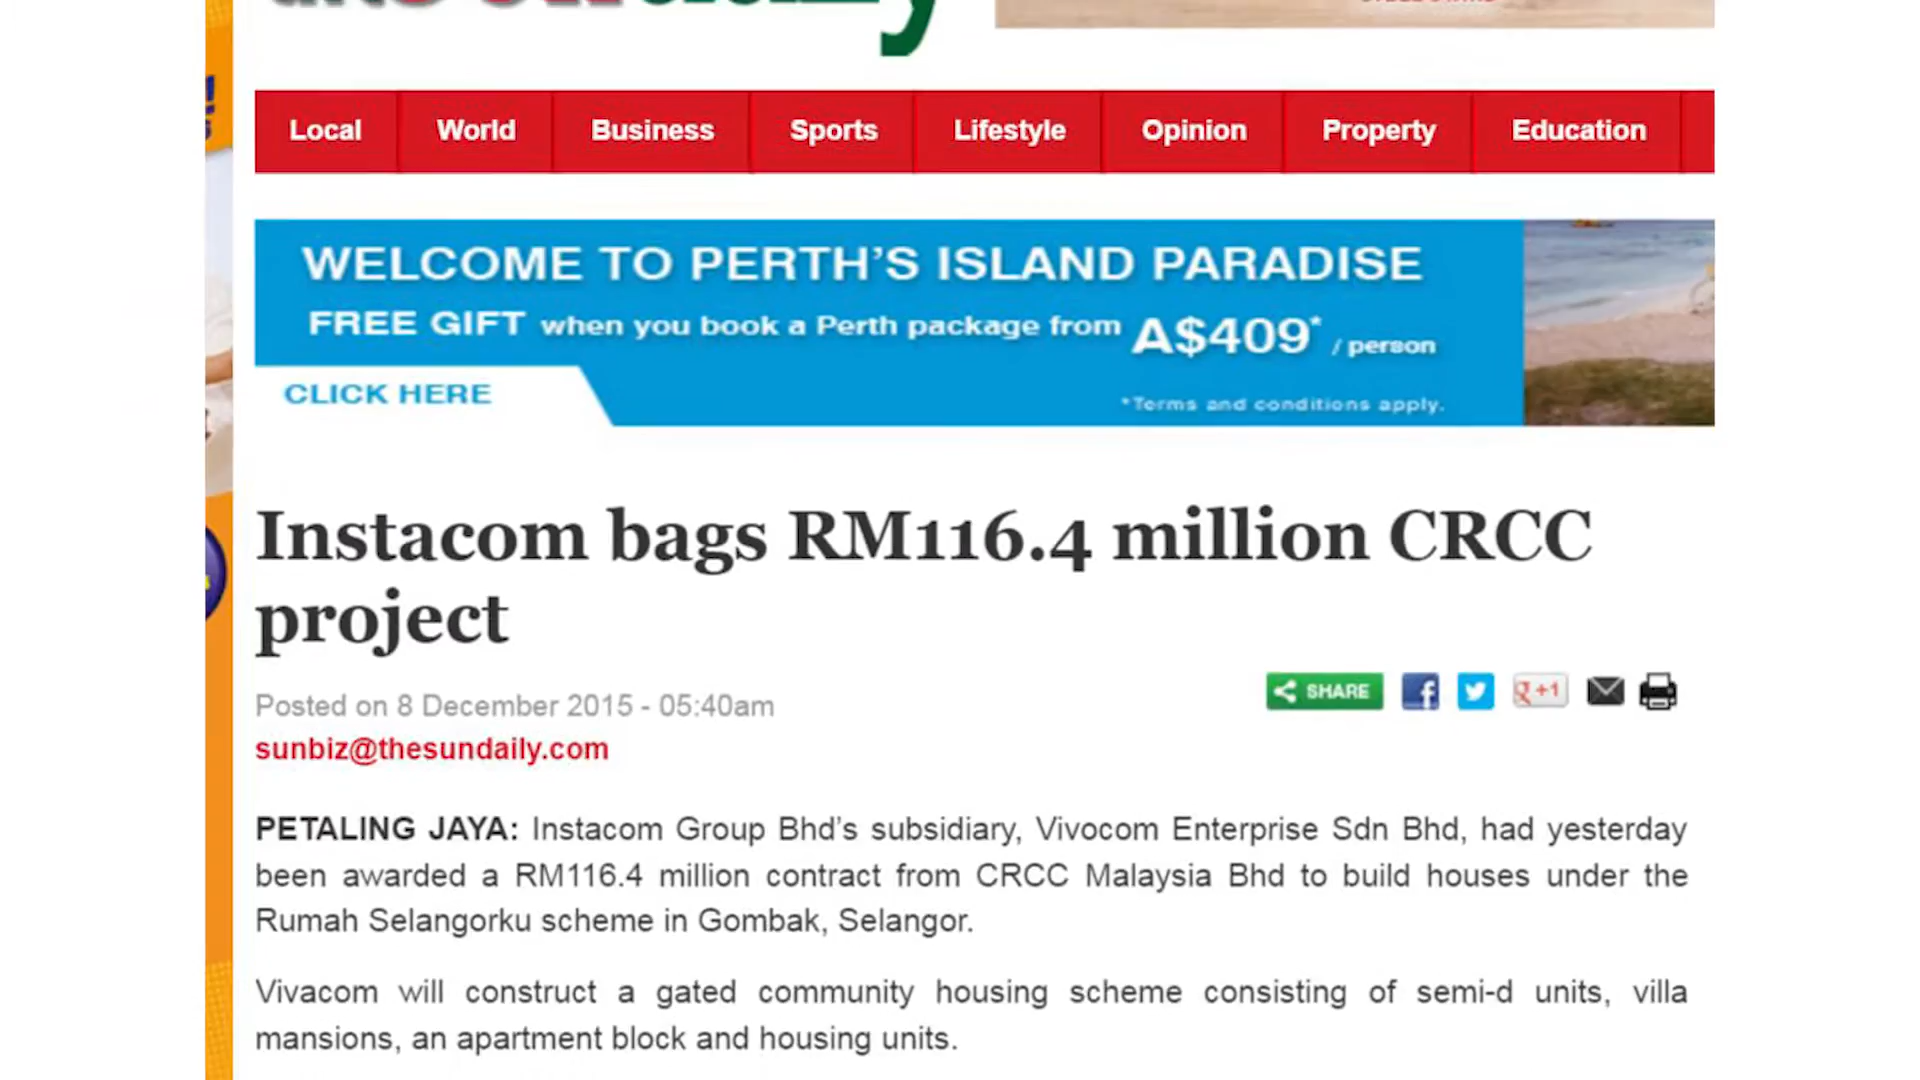 Local World Business Sports Lifestyle Opinion Property Education
WELCOME TO PERTH'S ISLAND PARADISE
FREE GIFT when you book a Perth package from A$409* / person
CLICK HERE
*Terms and conditions apply.
Instacom bags RM116.4 million CRCC
project
SHARE
g+1
Posted on 8 December 2015 - 05:40am
sunbiz@thesundaily.com
PETALING JAYA: Instacom Group Bhd's subsidiary, Vivocom Enterprise Sdn Bhd, had yesterday
been awarded a RM116.4 million contract from CRCC Malaysia Bhd to build houses under the
Rumah Selangorku scheme in Gombak, Selangor.
Vivacom will construct a gated community housing scheme consisting of semi-d units, villa
mansions, an apartment block and housing units.